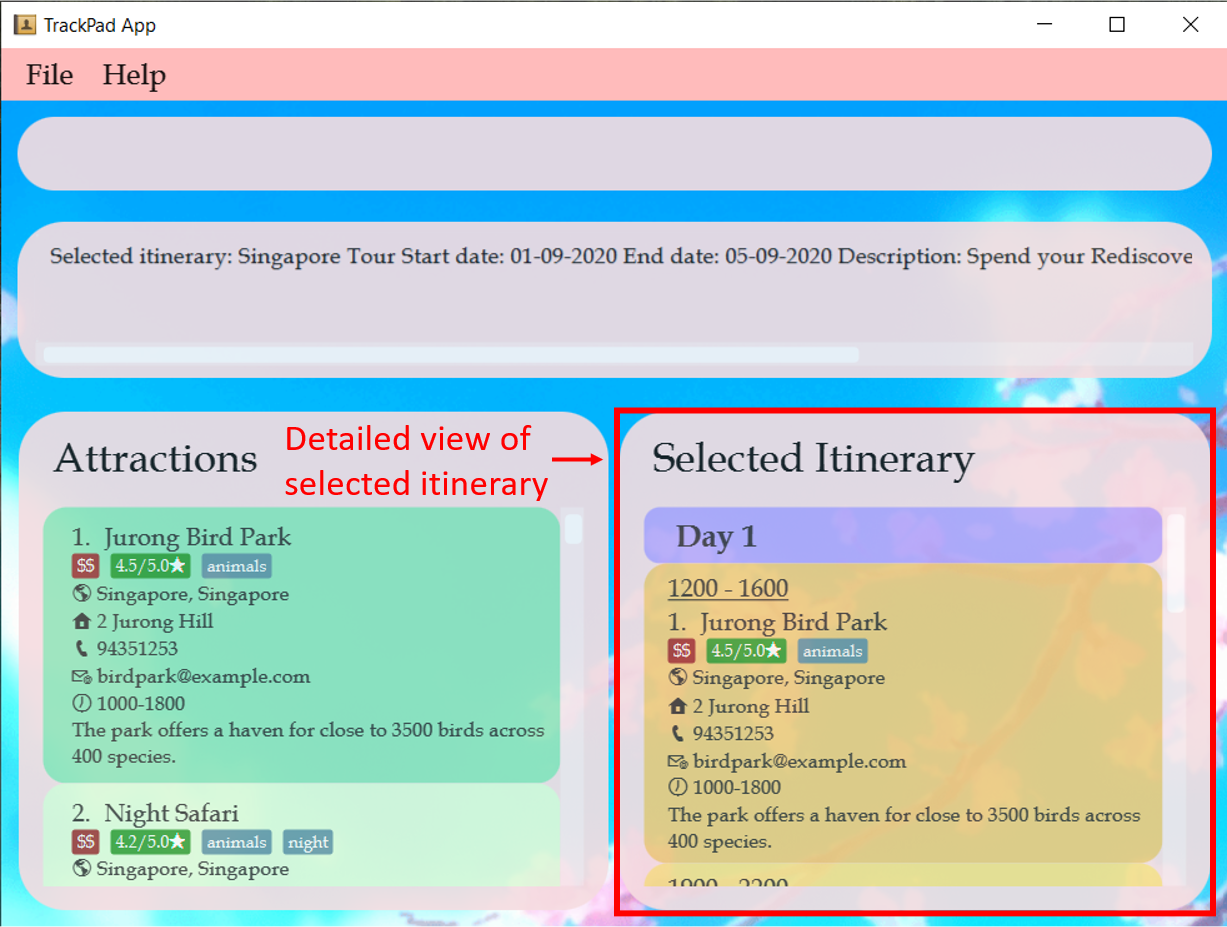 TrackPad App
File Help
Selected itinerary: Singapore Tour Start date: 01-09-2020 End date: 05-09-2020 Description: Spend your Rediscove
Attractions
Detailed view of
selected itinerary
1. Jurong Bird Park
$$ 4.5/5.0★ animals
Singapore, Singapore
2 Jurong Hill
94351253
birdpark@example.com
1000-1800
The park offers a haven for close to 3500 birds across
400 species.
2. Night Safari
$$ 4.2/5.0★ animals night
Singapore, Singapore
Selected Itinerary
Day 1
1200 - 1600
1. Jurong Bird Park
$$ 4.5/5.0★ animals
Singapore, Singapore
2 Jurong Hill
94351253
birdpark@example.com
1000-1800
The park offers a haven for close to 3500 birds across
400 species.
1900 - 2200